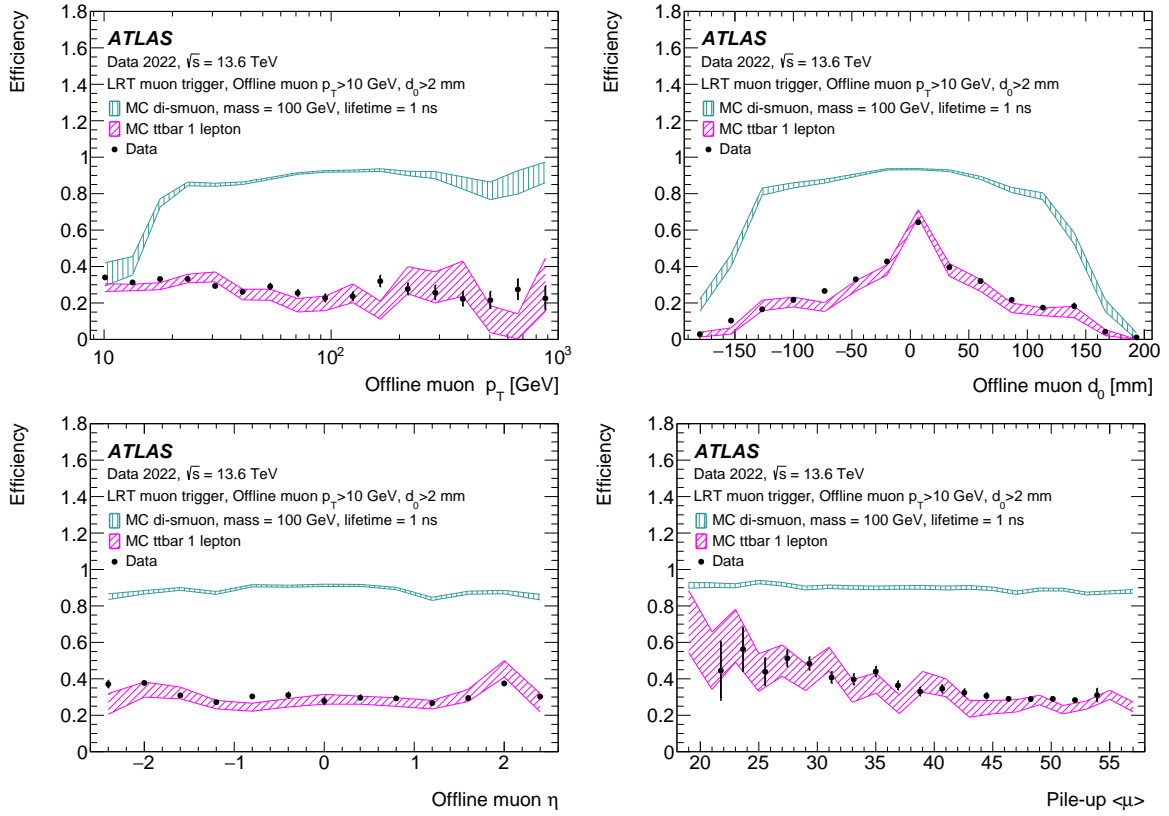 Efficiency
1.8
1.6
1.4
1.2
1
0.8
0.6
0.4
0.2
0
ATLAS
Data 2022, √s = 13.6 TeV
LRT muon trigger, Offline muon p_T>10 GeV, d_0>2 mm
MC di-smuon, mass = 100 GeV, lifetime = 1 ns
MC ttbar 1 lepton
Data
10 10² 10³
Offline muon p_T [GeV]
Efficiency
1.8
1.6
1.4
1.2
1
0.8
0.6
0.4
0.2
0
ATLAS
Data 2022, √s = 13.6 TeV
LRT muon trigger, Offline muon p_T>10 GeV, d_0>2 mm
MC di-smuon, mass = 100 GeV, lifetime = 1 ns
MC ttbar 1 lepton
Data
−150 −100 −50 0 50 100 150 200
Offline muon d_0 [mm]
Efficiency
1.8
1.6
1.4
1.2
1
0.8
0.6
0.4
0.2
0
ATLAS
Data 2022, √s = 13.6 TeV
LRT muon trigger, Offline muon p_T>10 GeV, d_0>2 mm
MC di-smuon, mass = 100 GeV, lifetime = 1 ns
MC ttbar 1 lepton
Data
−2 −1 0 1 2
Offline muon η
Efficiency
1.8
1.6
1.4
1.2
1
0.8
0.6
0.4
0.2
0
ATLAS
Data 2022, √s = 13.6 TeV
LRT muon trigger, Offline muon p_T>10 GeV, d_0>2 mm
MC di-smuon, mass = 100 GeV, lifetime = 1 ns
MC ttbar 1 lepton
Data
20 25 30 35 40 45 50 55
Pile-up <μ>